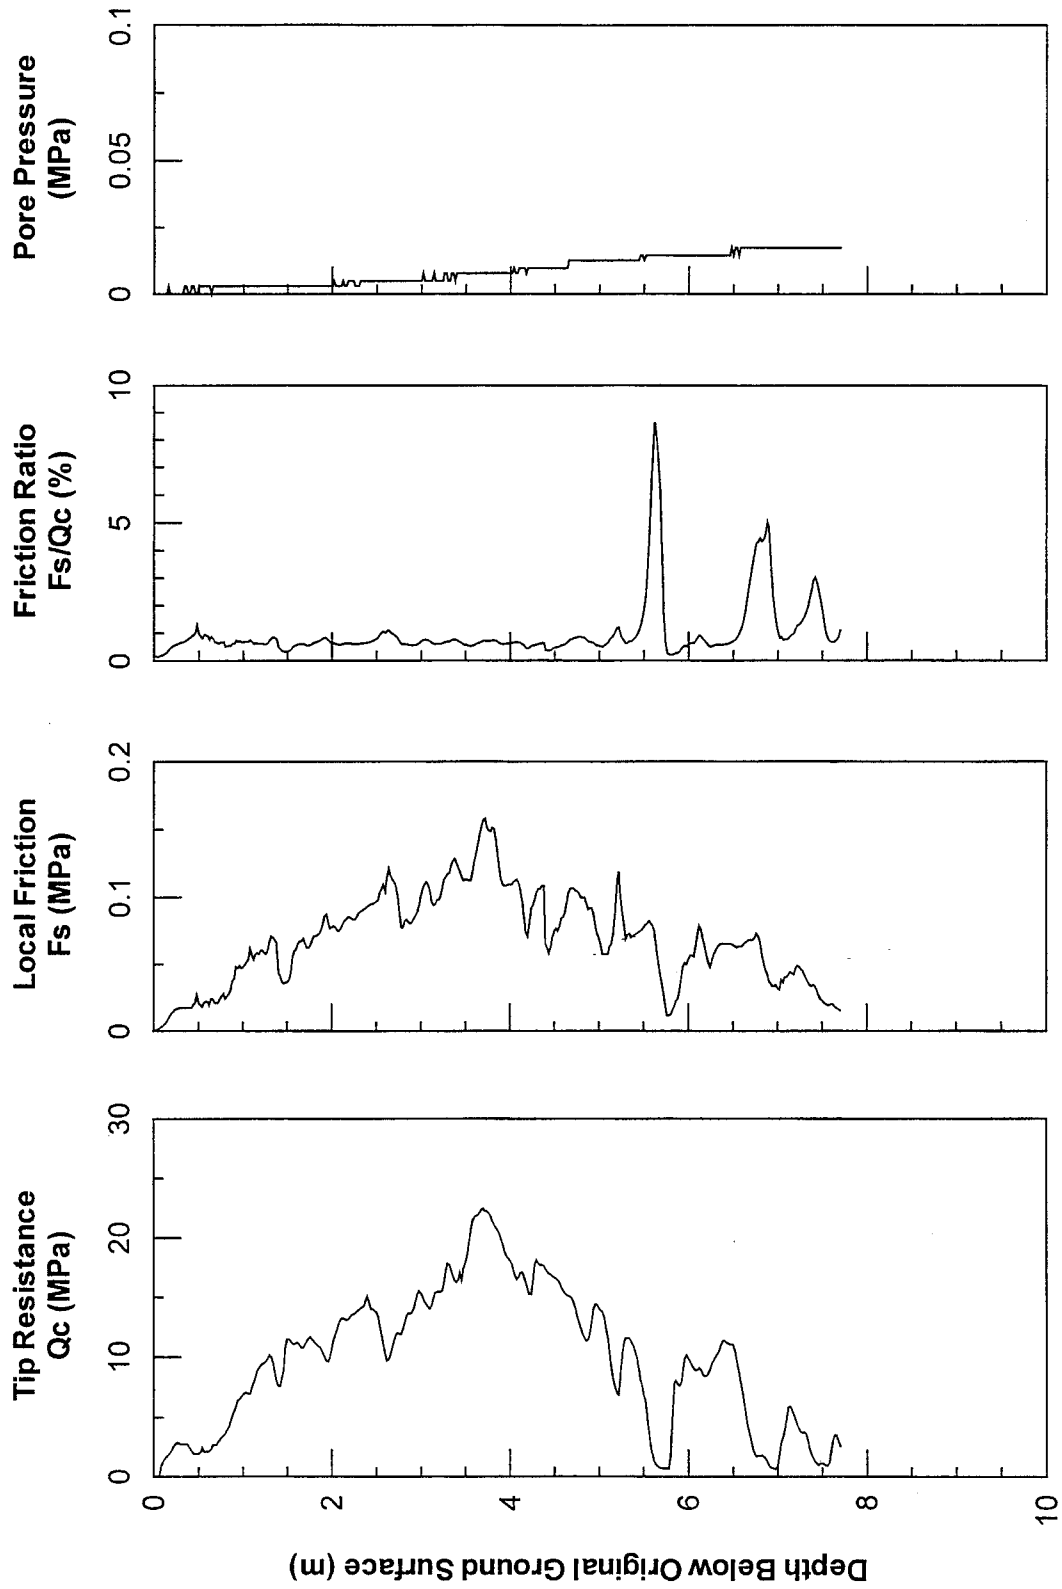 Tip Resistance
Qc (MPa)
0
10
20
30
Local Friction
Fs (MPa)
0
0.1
0.2
Friction Ratio
Fs/Qc (%)
0
5
10
Pore Pressure
(MPa)
0
0.05
0.1
0
2
4
6
8
10
Depth Below Original Ground Surface (m)